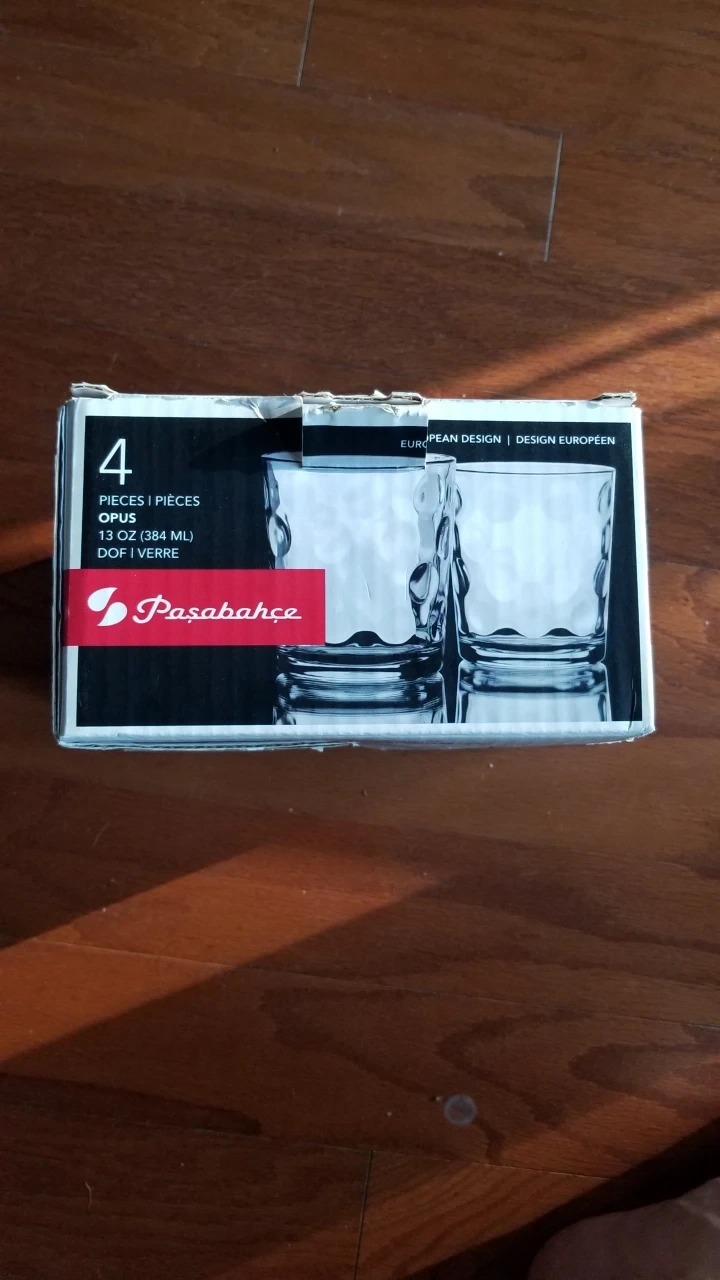 4
PIECES | PIÈCES
OPUS
13 OZ (384 ML)
DOF | VERRE
Paşabahçe
EUROPEAN DESIGN | DESIGN EUROPÉEN